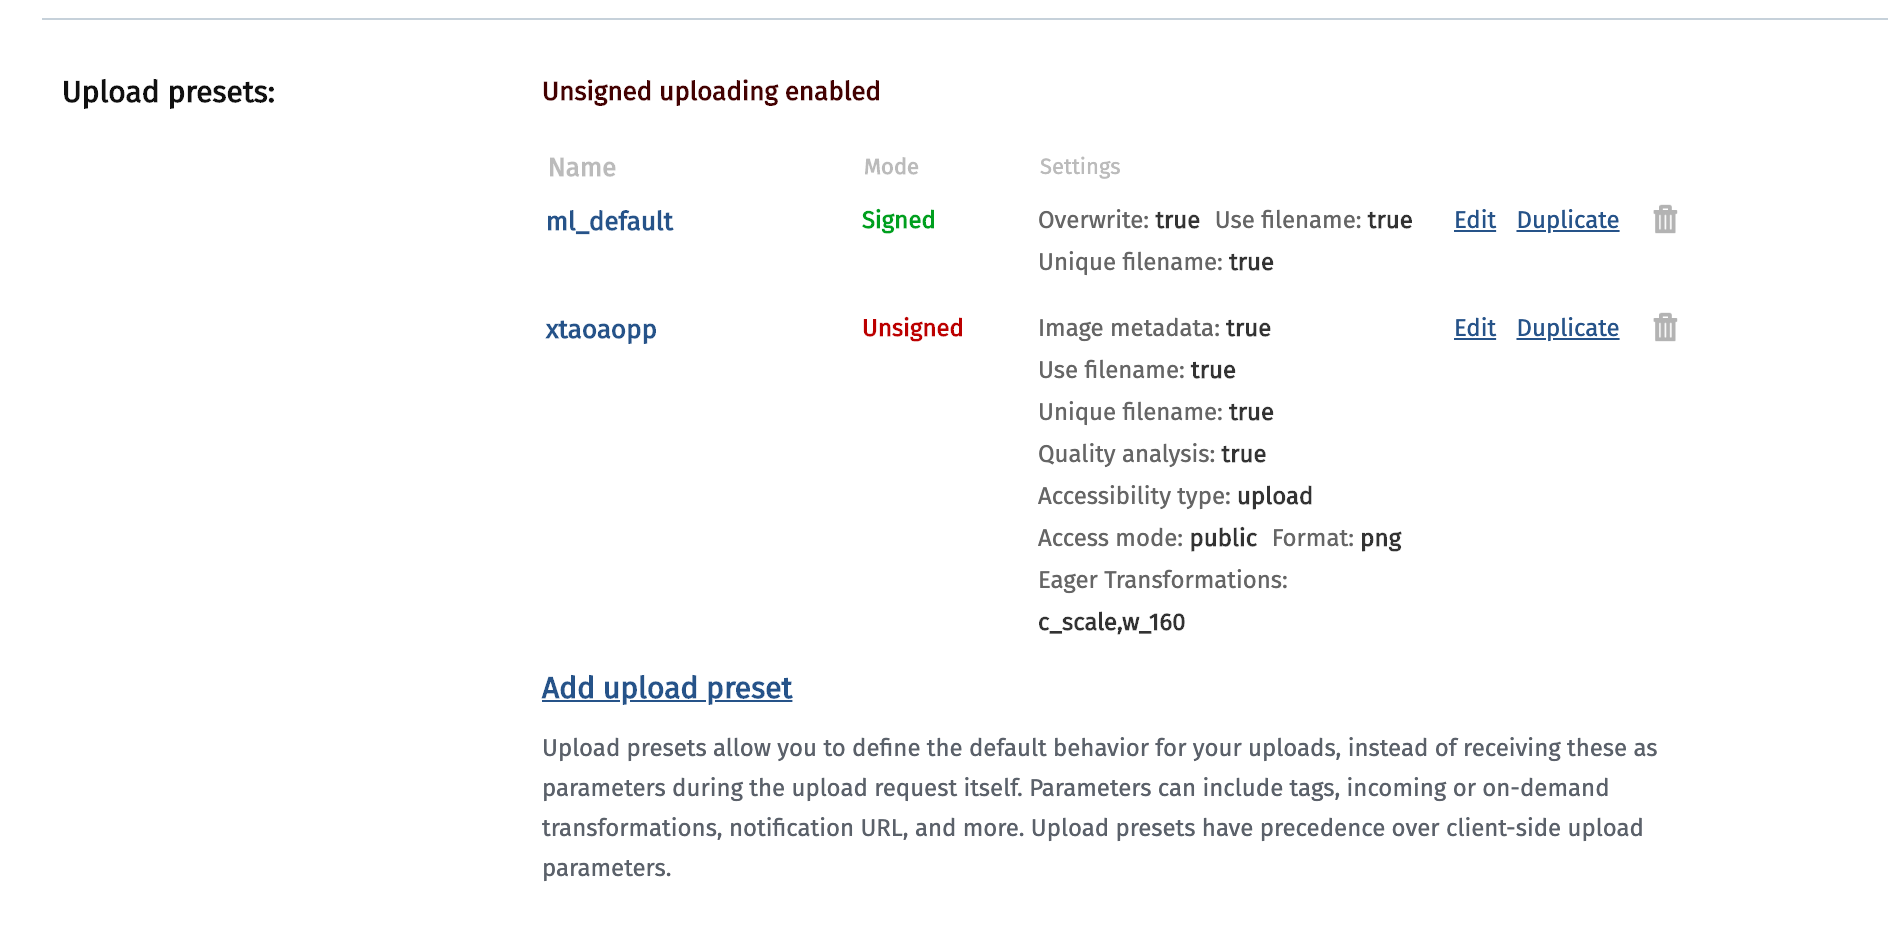 Upload presets: Unsigned uploading enabled
Name Mode Settings
ml_default Signed Overwrite: true Use filename: true Edit Duplicate
Unique filename: true
xtaoaopp Unsigned Image metadata: true Edit Duplicate
Use filename: true
Unique filename: true
Quality analysis: true
Accessibility type: upload
Access mode: public Format: png
Eager Transformations:
c_scale,w_160
Add upload preset
Upload presets allow you to define the default behavior for your uploads, instead of receiving these as
parameters during the upload request itself. Parameters can include tags, incoming or on-demand
transformations, notification URL, and more. Upload presets have precedence over client-side upload
parameters.